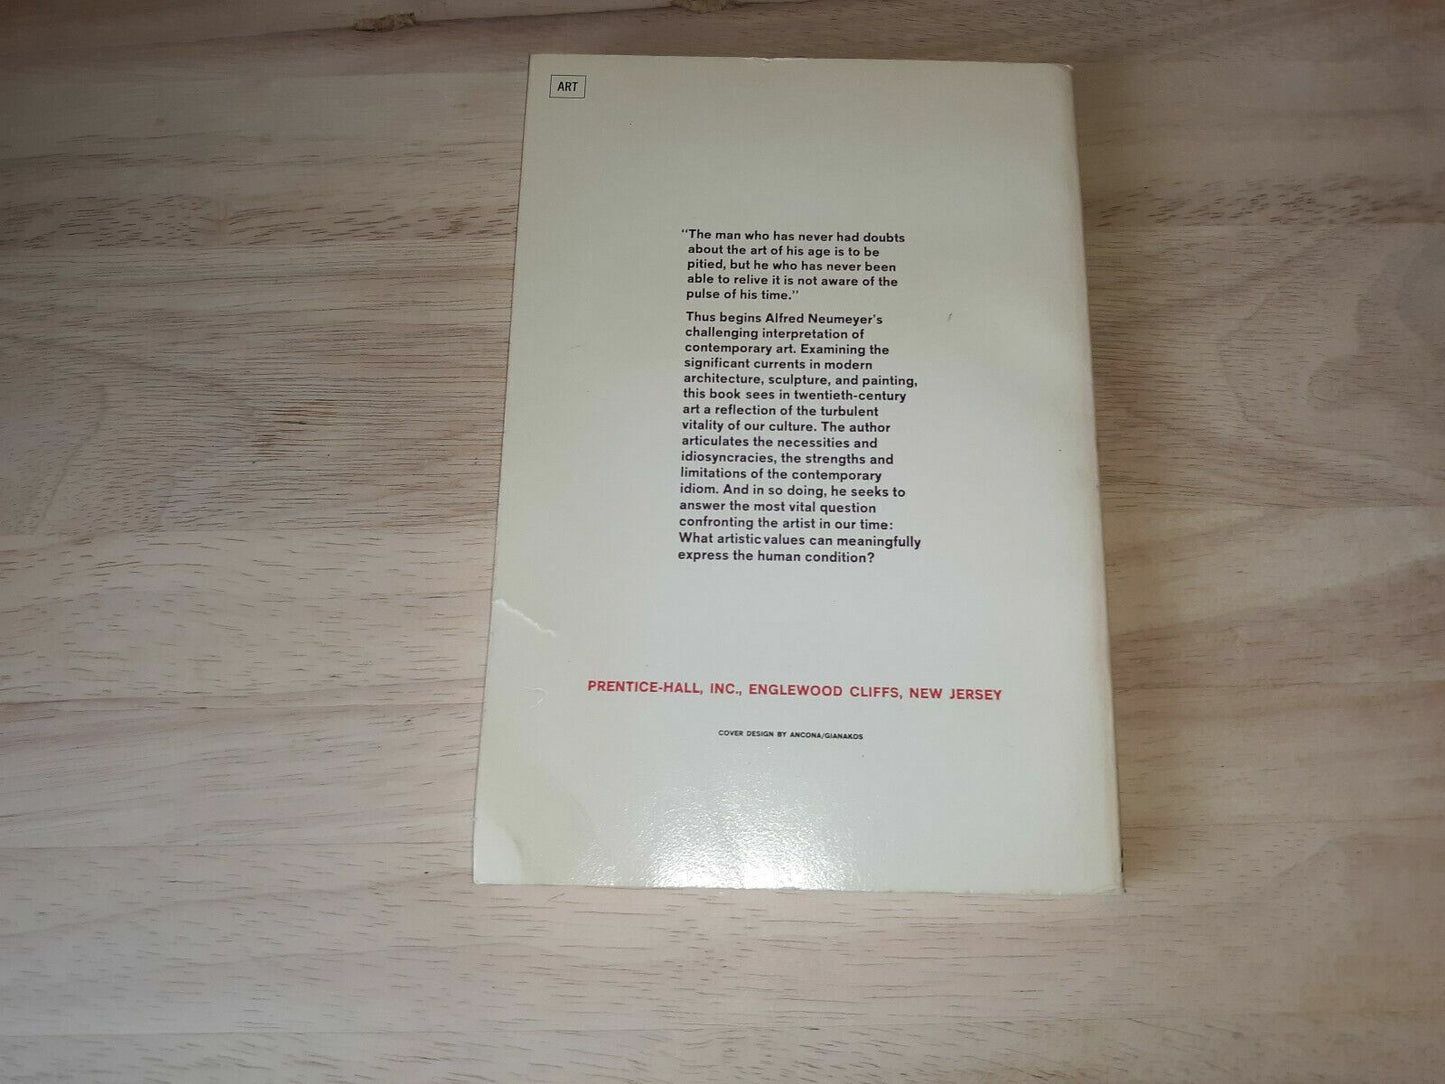 ART
"The man who has never had doubts
about the art of his age is to be
pitied, but he who has never been
able to relive it is not aware of the
pulse of his time."
Thus begins Alfred Neumeyer's
challenging interpretation of
contemporary art. Examining the
significant currents in modern
architecture, sculpture, and painting,
this book sees in twentieth-century
art a reflection of the turbulent
vitality of our culture. The author
articulates the necessities and
idiosyncracies, the strengths and
limitations of the contemporary
idiom. And in so doing, he seeks to
answer the most vital question
confronting the artist in our time:
What artistic values can meaningfully
express the human condition?
PRENTICE-HALL, INC., ENGLEWOOD CLIFFS, NEW JERSEY
COVER DESIGN BY ANCONA/GIANAKOS